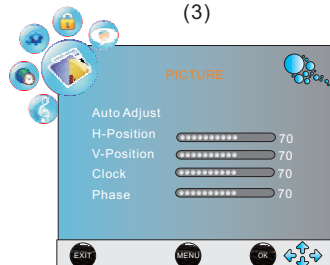 (3)
PICTURE
Auto Adjust
H-Position 70
V-Position 70
Clock 70
Phase 70
EXIT MENU OK